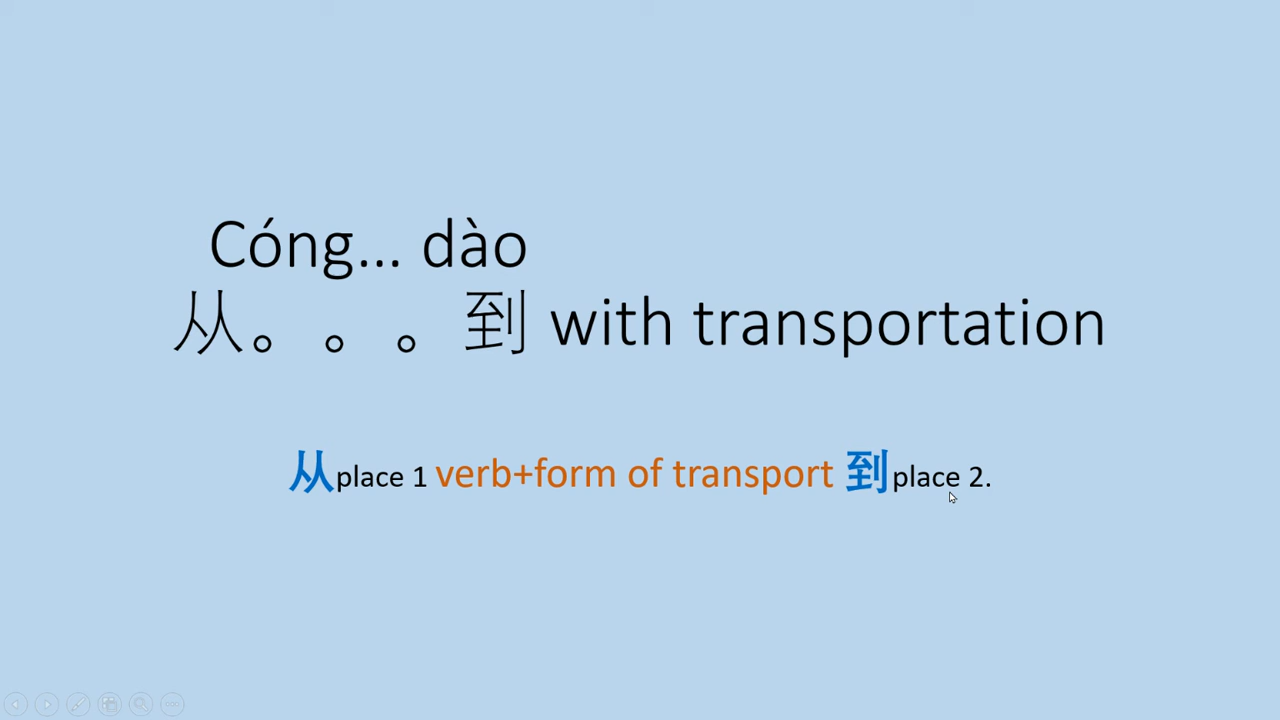 Cóng... dào
从。。。到 with transportation
从place 1 verb+form of transport 到place 2.